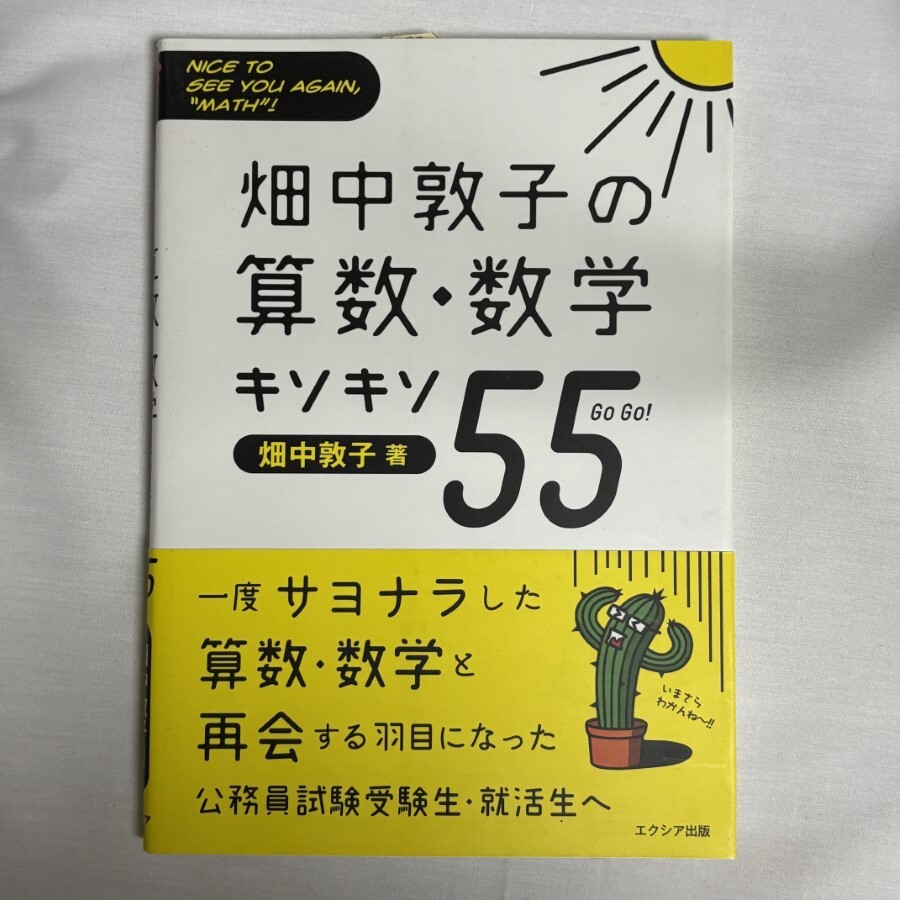 NICE TO
SEE YOU AGAIN,
"MATH"!
畑中敦子の
算数・数学
キソキソ55
GO GO!
畑中敦子 著
一度サヨナラした
算数・数学と
再会する羽目になった
公務員試験受験生・就活生へ
いまさら
わかんね〜!!
エクシア出版